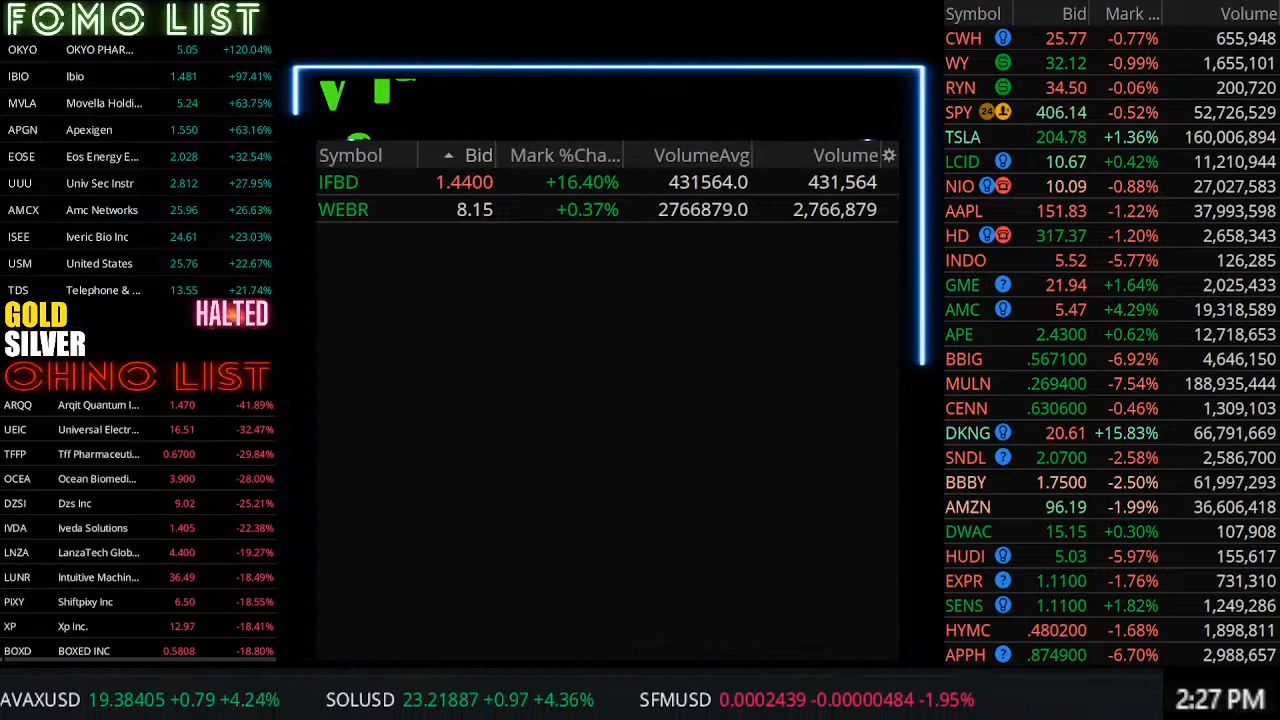 FOMO LIST
OKYO OKYO PHAR... 5.05 +120.04%
IBIO Ibio 1.481 +97.41%
MVLA Movella Holdi... 5.24 +63.75%
APGN Apexigen 1.550 +63.16%
EOSE Eos Energy E... 2.028 +32.54%
UUU Univ Sec Instr 2.812 +27.95%
AMCX Amc Networks 25.96 +26.63%
ISEE Iveric Bio Inc 24.61 +23.03%
USM United States 25.76 +22.67%
TDS Telephone & ... 13.55 +21.74%
GOLD HALTED
SILVER
OHNO LIST
ARQQ Arqit Quantum I... 1.470 -41.89%
UEIC Universal Electr... 16.51 -32.47%
TFFP Tff Pharmaceuti... 0.6700 -29.84%
OCEA Ocean Biomedi... 3.900 -28.00%
DZSI Dzs Inc 9.02 -25.21%
IVDA Iveda Solutions 1.405 -22.38%
LNZA LanzaTech Glob... 4.400 -19.27%
LUNR Intuitive Machin... 36.49 -18.49%
PIXY Shiftpixy Inc 6.50 -18.55%
XP Xp Inc. 12.97 -18.41%
BOXD BOXED INC 0.5808 -18.80%
Symbol Bid Mark %Cha... VolumeAvg Volume
IFBD 1.4400 +16.40% 431564.0 431,564
WEBR 8.15 +0.37% 2766879.0 2,766,879
Symbol Bid Mark ... Volume
CWH 25.77 -0.77% 655,948
WY 32.12 -0.99% 1,655,101
RYN 34.50 -0.06% 200,720
SPY 24 406.14 -0.52% 52,726,529
TSLA 204.78 +1.36% 160,006,894
LCID 10.67 +0.42% 11,210,944
NIO 10.09 -0.88% 27,027,583
AAPL 151.83 -1.22% 37,993,598
HD 317.37 -1.20% 2,658,343
INDO 5.52 -5.77% 126,285
GME ? 21.94 +1.64% 2,025,433
AMC 5.47 +4.29% 19,318,589
APE 2.4300 +0.62% 12,718,653
BBIG .567100 -6.92% 4,646,150
MULN .269400 -7.54% 188,935,444
CENN .630600 -0.46% 1,309,103
DKNG 20.61 +15.83% 66,791,669
SNDL ? 2.0700 -2.58% 2,586,700
BBBY 1.7500 -2.50% 61,997,293
AMZN 96.19 -1.99% 36,606,418
DWAC 15.15 +0.30% 107,908
HUDI 5.03 -5.97% 155,617
EXPR ? 1.1100 -1.76% 731,310
SENS 1.1100 +1.82% 1,249,286
HYMC .480200 -1.68% 1,898,811
APPH ? .874900 -6.70% 2,988,657
AVAXUSD 19.38405 +0.79 +4.24% SOLUSD 23.21887 +0.97 +4.36% SFMUSD 0.0002439 -0.00000484 -1.95% 2:27 PM